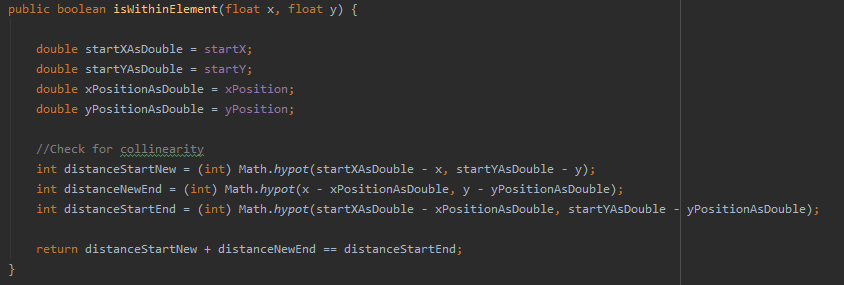 public boolean isWithinElement(float x, float y) {
double startXAsDouble = startX;
double startYAsDouble = startY;
double xPositionAsDouble = xPosition;
double yPositionAsDouble = yPosition;
//Check for collinearity
int distanceStartNew = (int) Math.hypot(startXAsDouble - x, startYAsDouble - y);
int distanceNewEnd = (int) Math.hypot(x - xPositionAsDouble, y - yPositionAsDouble);
int distanceStartEnd = (int) Math.hypot(startXAsDouble - xPositionAsDouble, startYAsDouble - yPositionAsDouble);
return distanceStartNew + distanceNewEnd == distanceStartEnd;
}